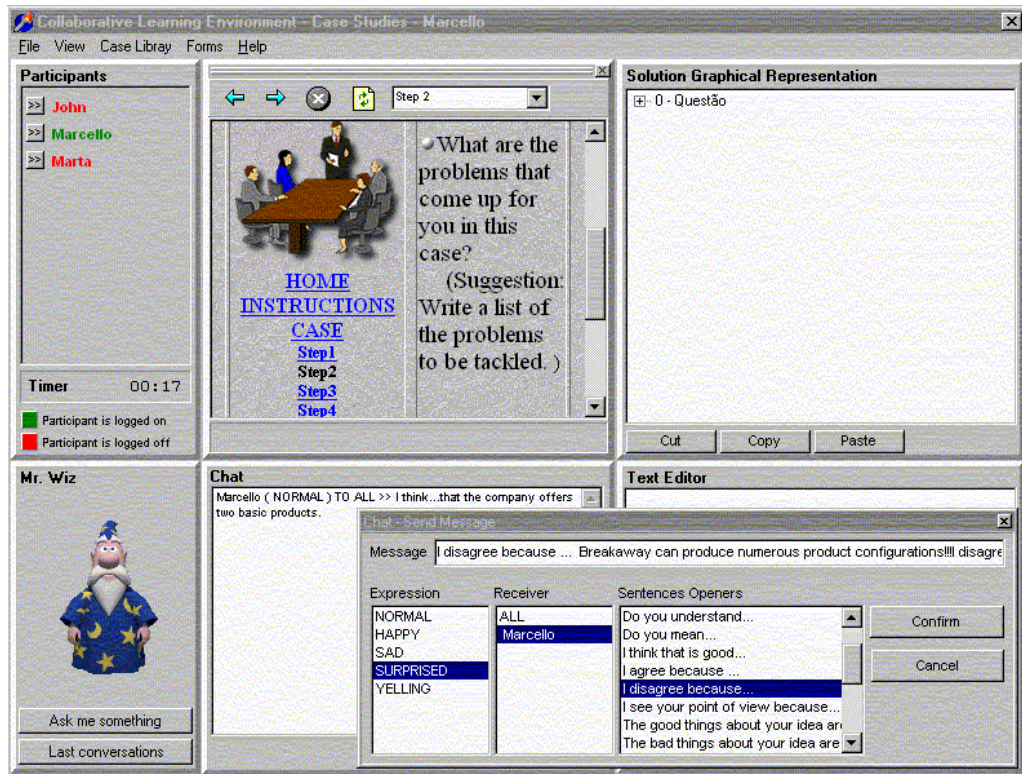 Collaborative Learning Environment - Case Studies - Marcello
File View Case Libray Forms Help
Participants
>> John
>> Marcello
>> Marta
Timer 00:17
Participant is logged on
Participant is logged off
Step 2
HOME
INSTRUCTIONS
CASE
Step1
Step2
Step3
Step4
What are the
problems that
come up for
you in this
case?
(Suggestion:
Write a list of
the problems
to be tackled. )
Solution Graphical Representation
0 - Questão
Cut Copy Paste
Mr. Wiz
Ask me something
Last conversations
Chat
Marcello ( NORMAL ) TO ALL >> I think...that the company offers
two basic products.
Text Editor
Chat - Send Message
Message I disagree because ... Breakaway can produce numerous product configurations!!!I disagre
Expression
NORMAL
HAPPY
SAD
SURPRISED
YELLING
Receiver
ALL
Marcello
Sentences Openers
Do you understand...
Do you mean...
I think that is good...
I agree because ...
I disagree because...
I see your point of view because...
The good things about your idea are
The bad things about your idea are
Confirm
Cancel